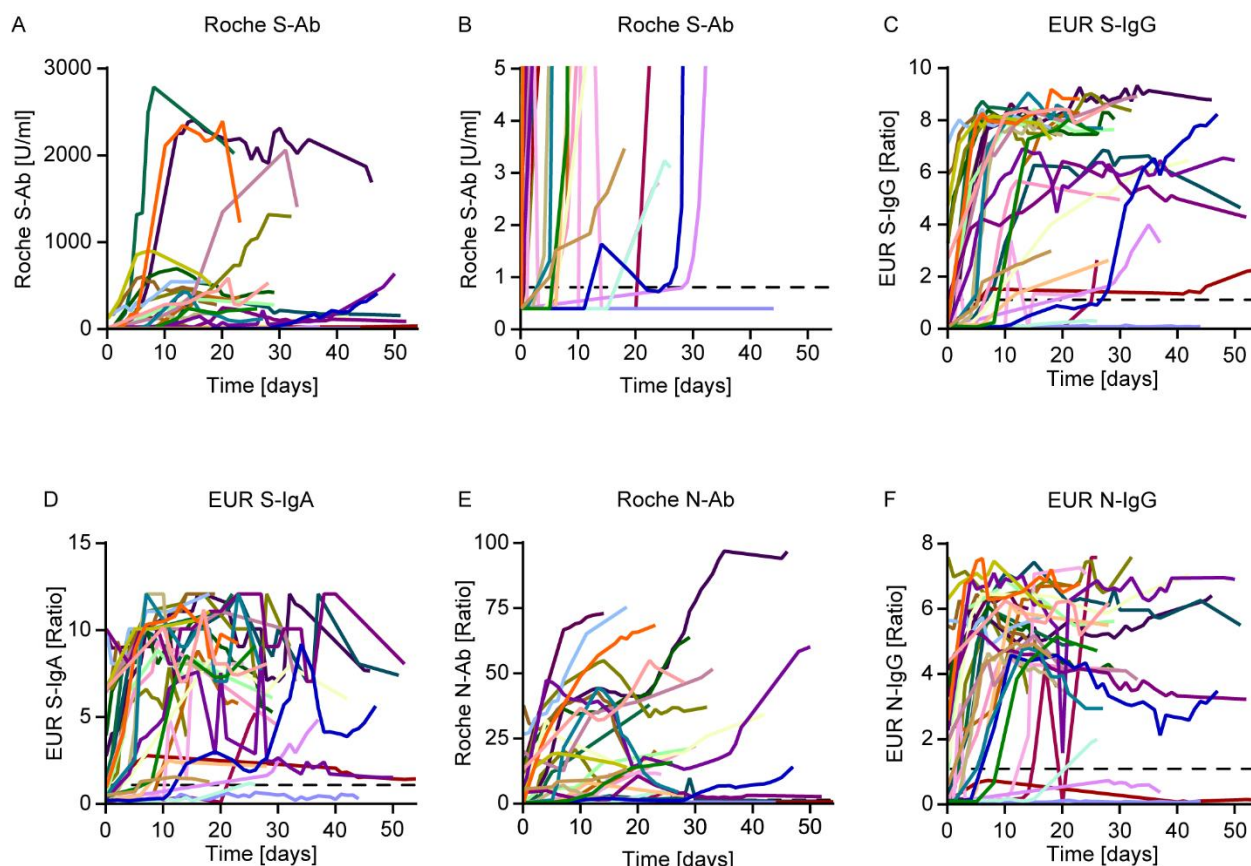 A Roche S-Ab
Roche S-Ab [U/ml]
3000
2000
1000
0
0 10 20 30 40 50
Time [days]
B Roche S-Ab
Roche S-Ab [U/ml]
5
4
3
2
1
0
0 10 20 30 40 50
Time [days]
C EUR S-IgG
EUR S-IgG [Ratio]
10
8
6
4
2
0
0 10 20 30 40 50
Time [days]
D EUR S-IgA
EUR S-IgA [Ratio]
15
10
5
0
0 10 20 30 40 50
Time [days]
E Roche N-Ab
Roche N-Ab [Ratio]
100
75
50
25
0
0 10 20 30 40 50
Time [days]
F EUR N-IgG
EUR N-IgG [Ratio]
8
6
4
2
0
0 10 20 30 40 50
Time [days]